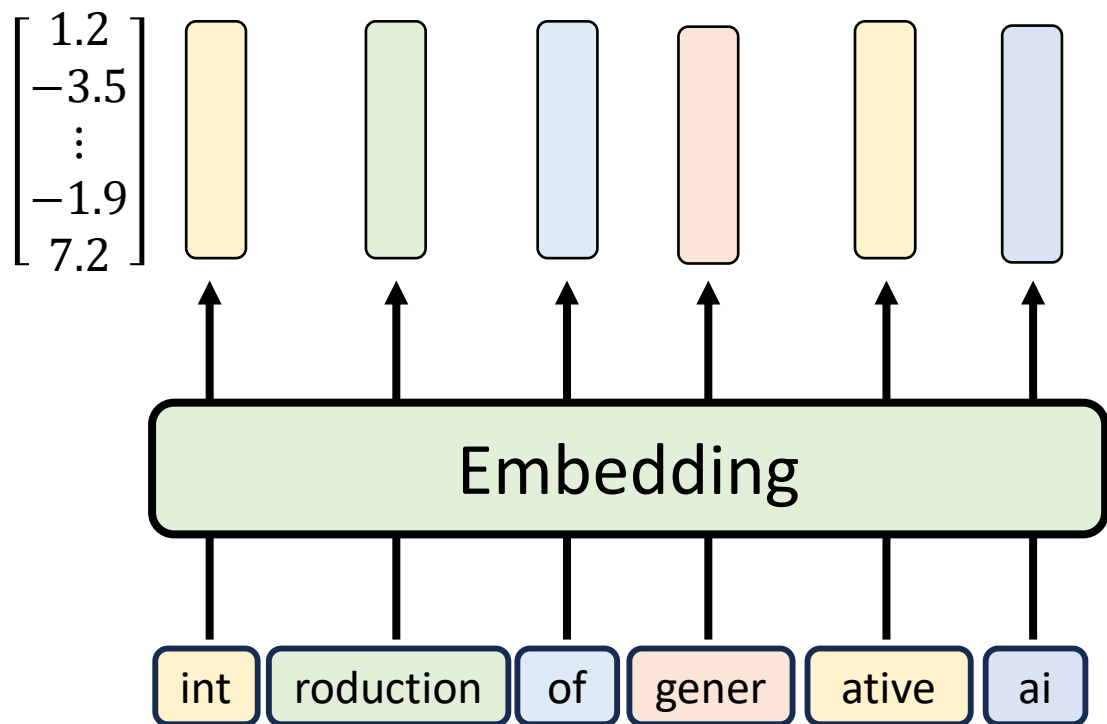 1.2
−3.5
⋮
−1.9
7.2
Embedding
int roduction of gener ative ai